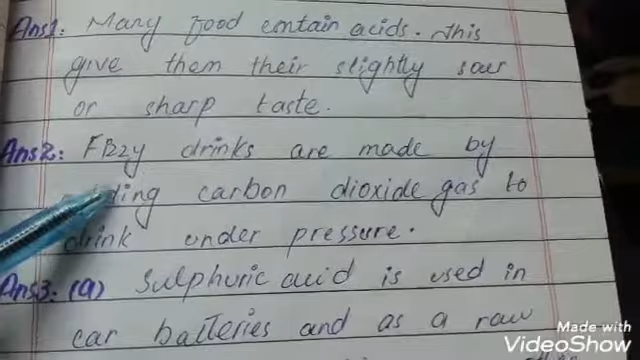 Ans1. Many food contain acids. This
give them their slightly sour
or sharp taste.
Ans2: Fizzy drinks are made by
carbon dioxide gas to
drink under pressure.
Ans3: (a) Sulphuric acid is used in
car batteries and as a raw
Made with
VideoShow